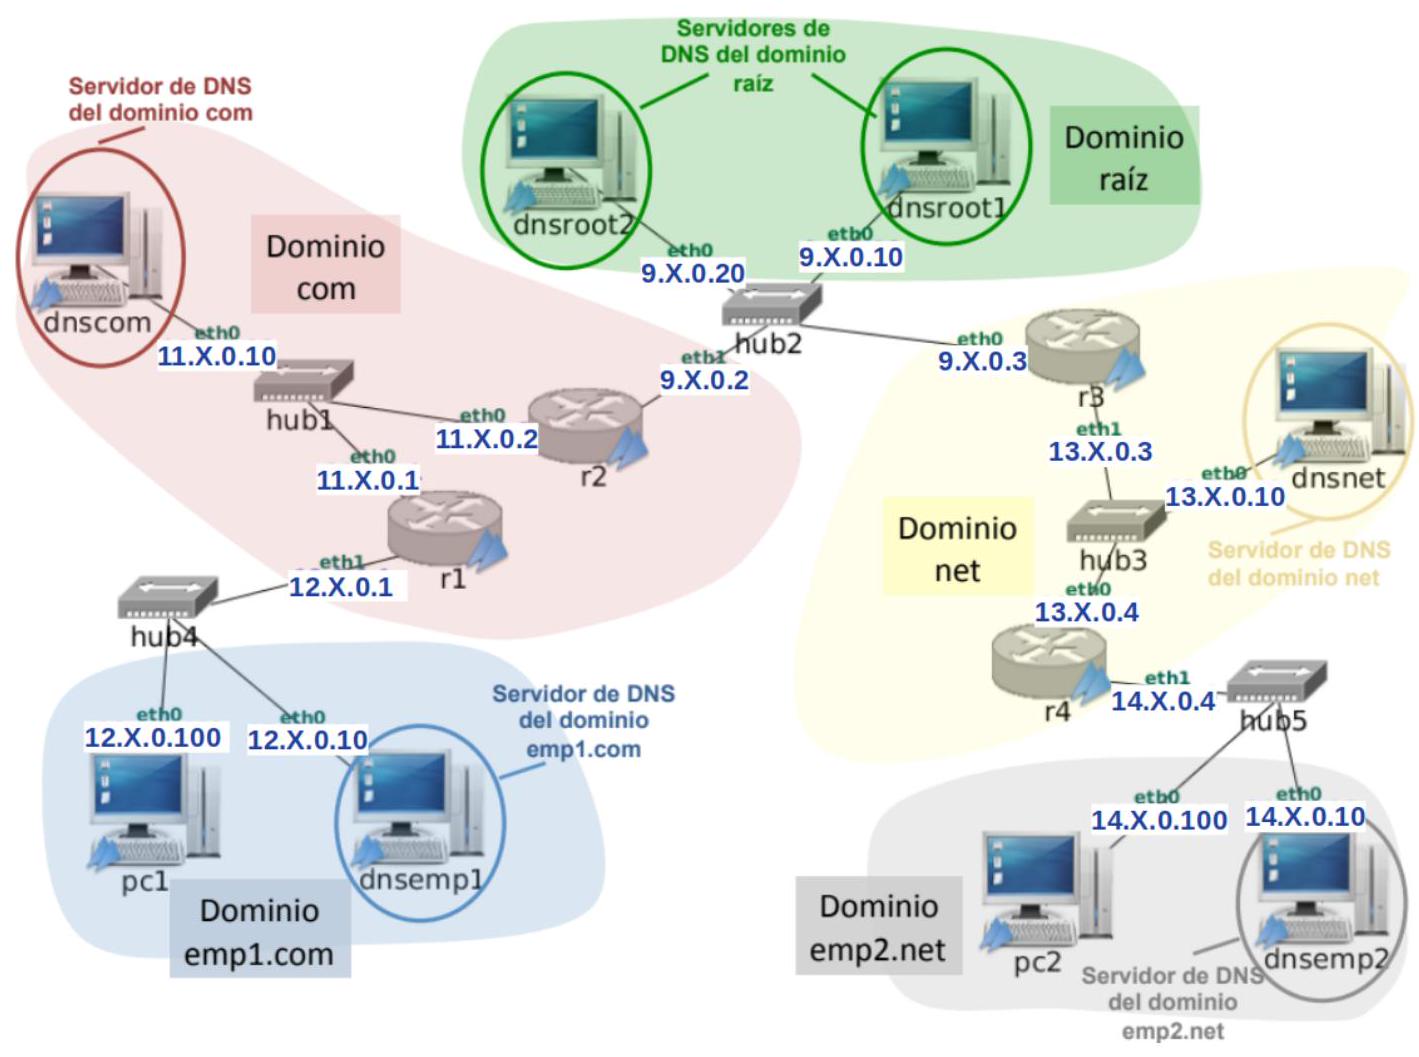 Servidores de
DNS del dominio
raíz
Servidor de DNS
del dominio com
Dominio
raíz
dnsroot2
dnsroot1
eth0
9.X.0.20
eth0
9.X.0.10
Dominio
com
dnscom
eth0
11.X.0.10
hub1
hub2
eth1
9.X.0.2
eth0
9.X.0.3
r3
eth0
11.X.0.2
r2
eth0
11.X.0.1
r1
eth1
12.X.0.1
hub4
eth1
13.X.0.3
eth0
13.X.0.10
dnsnet
Dominio
net
hub3
Servidor de DNS
del dominio net
eth0
13.X.0.4
r4
eth1
14.X.0.4
hub5
Servidor de DNS
del dominio
emp1.com
eth0
12.X.0.100
eth0
12.X.0.10
pc1
dnsemp1
Dominio
emp1.com
eth0
14.X.0.100
eth0
14.X.0.10
Dominio
emp2.net
pc2
dnsemp2
Servidor de DNS
del dominio
emp2.net